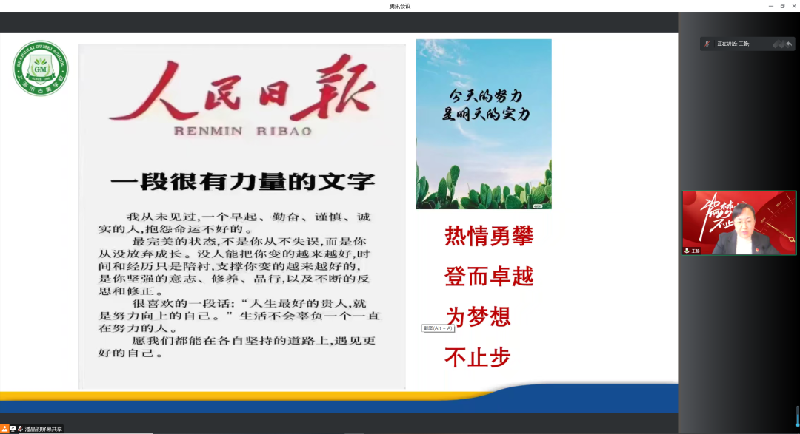 腾讯会议
人民日报
RENMIN RIBAO
一段很有力量的文字
我从未见过,一个早起、勤奋、谨慎、诚
实的人,抱怨命运不好的。
最完美的状态,不是你从不失误,而是你
从没放弃成长。没人能把你变的越来越好,时
间和经历只是陪衬,支撑你变的越来越好的,
是你坚强的意志、修养、品行,以及不断的反
思和修正。
很喜欢的一段话:“人生最好的贵人,就
是努力向上的自己。”生活不会辜负一个一直
在努力的人。
愿我们都能在各自坚持的道路上,遇见更
好的自己。
今天的努力
是明天的实力
热情勇攀
登而卓越
为梦想
不止步
GM